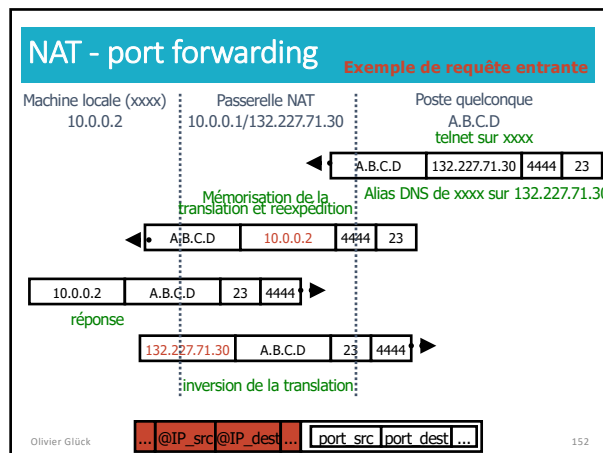 NAT - port forwarding
Exemple de requête entrante
Machine locale (xxxx) Passerelle NAT Poste quelconque
10.0.0.2 10.0.0.1/132.227.71.30 A.B.C.D
telnet sur xxxx
A.B.C.D 132.227.71.30 4444 23
Alias DNS de xxxx sur 132.227.71.30
Mémorisation de la
translation et réexpédition
A.B.C.D 10.0.0.2 4444 23
10.0.0.2 A.B.C.D 23 4444
réponse
132.227.71.30 A.B.C.D 23 4444
inversion de la translation
... @IP_src @IP_dest ... port_src port_dest ...
Olivier Glück 152